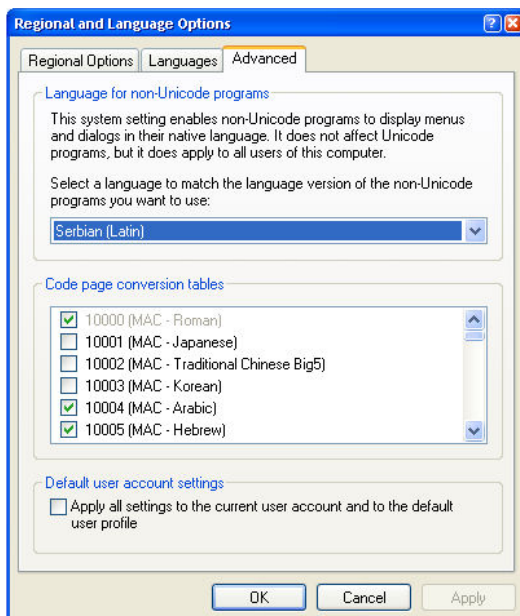 Regional and Language Options
Regional Options Languages Advanced
Language for non-Unicode programs
This system setting enables non-Unicode programs to display menus
and dialogs in their native language. It does not affect Unicode
programs, but it does apply to all users of this computer.
Select a language to match the language version of the non-Unicode
programs you want to use:
Serbian (Latin)
Code page conversion tables
10000 (MAC - Roman)
10001 (MAC - Japanese)
10002 (MAC - Traditional Chinese Big5)
10003 (MAC - Korean)
10004 (MAC - Arabic)
10005 (MAC - Hebrew)
Default user account settings
Apply all settings to the current user account and to the default
user profile
OK Cancel Apply